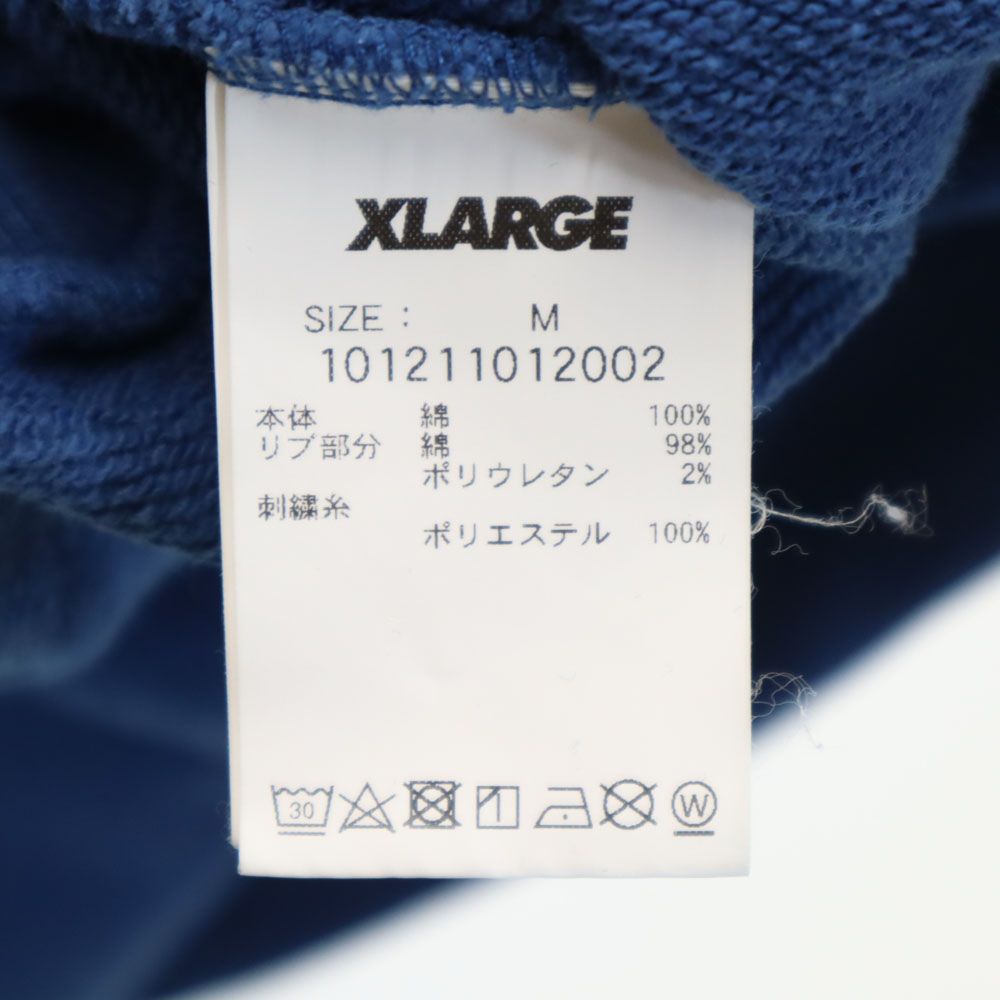 XLARGE
SIZE : M
101211012002
本体 綿 100%
リブ部分 綿 98%
ポリウレタン 2%
刺繍糸
ポリエステル 100%
30 W